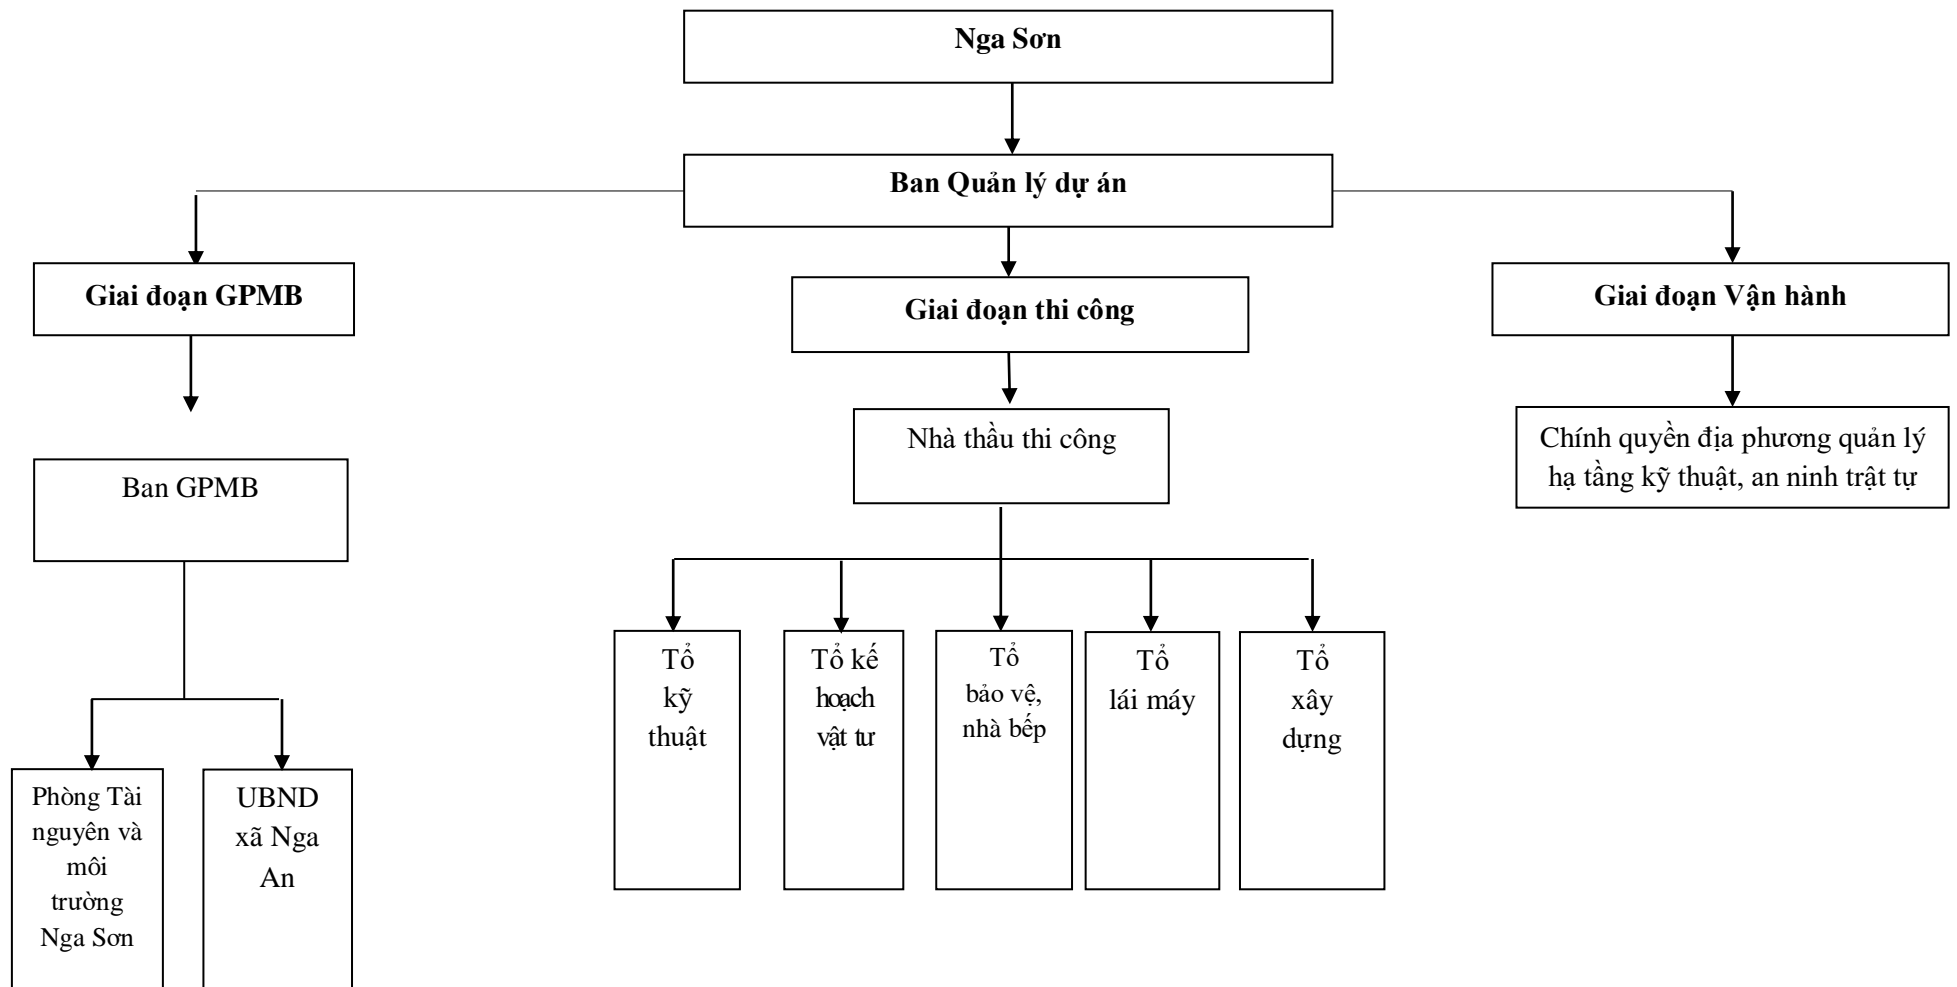 Nga Sơn
Ban Quản lý dự án
Giai đoạn GPMB
Giai đoạn thi công
Giai đoạn Vận hành
Ban GPMB
Nhà thầu thi công
Chính quyền địa phương quản lý
hạ tầng kỹ thuật, an ninh trật tự
Phòng Tài
nguyên và
môi
trường
Nga Sơn
UBND
xã Nga
An
Tổ
kỹ
thuật
Tổ kế
hoạch
vật tư
Tổ
bảo vệ,
nhà bếp
Tổ
lái máy
Tổ
xây
dựng